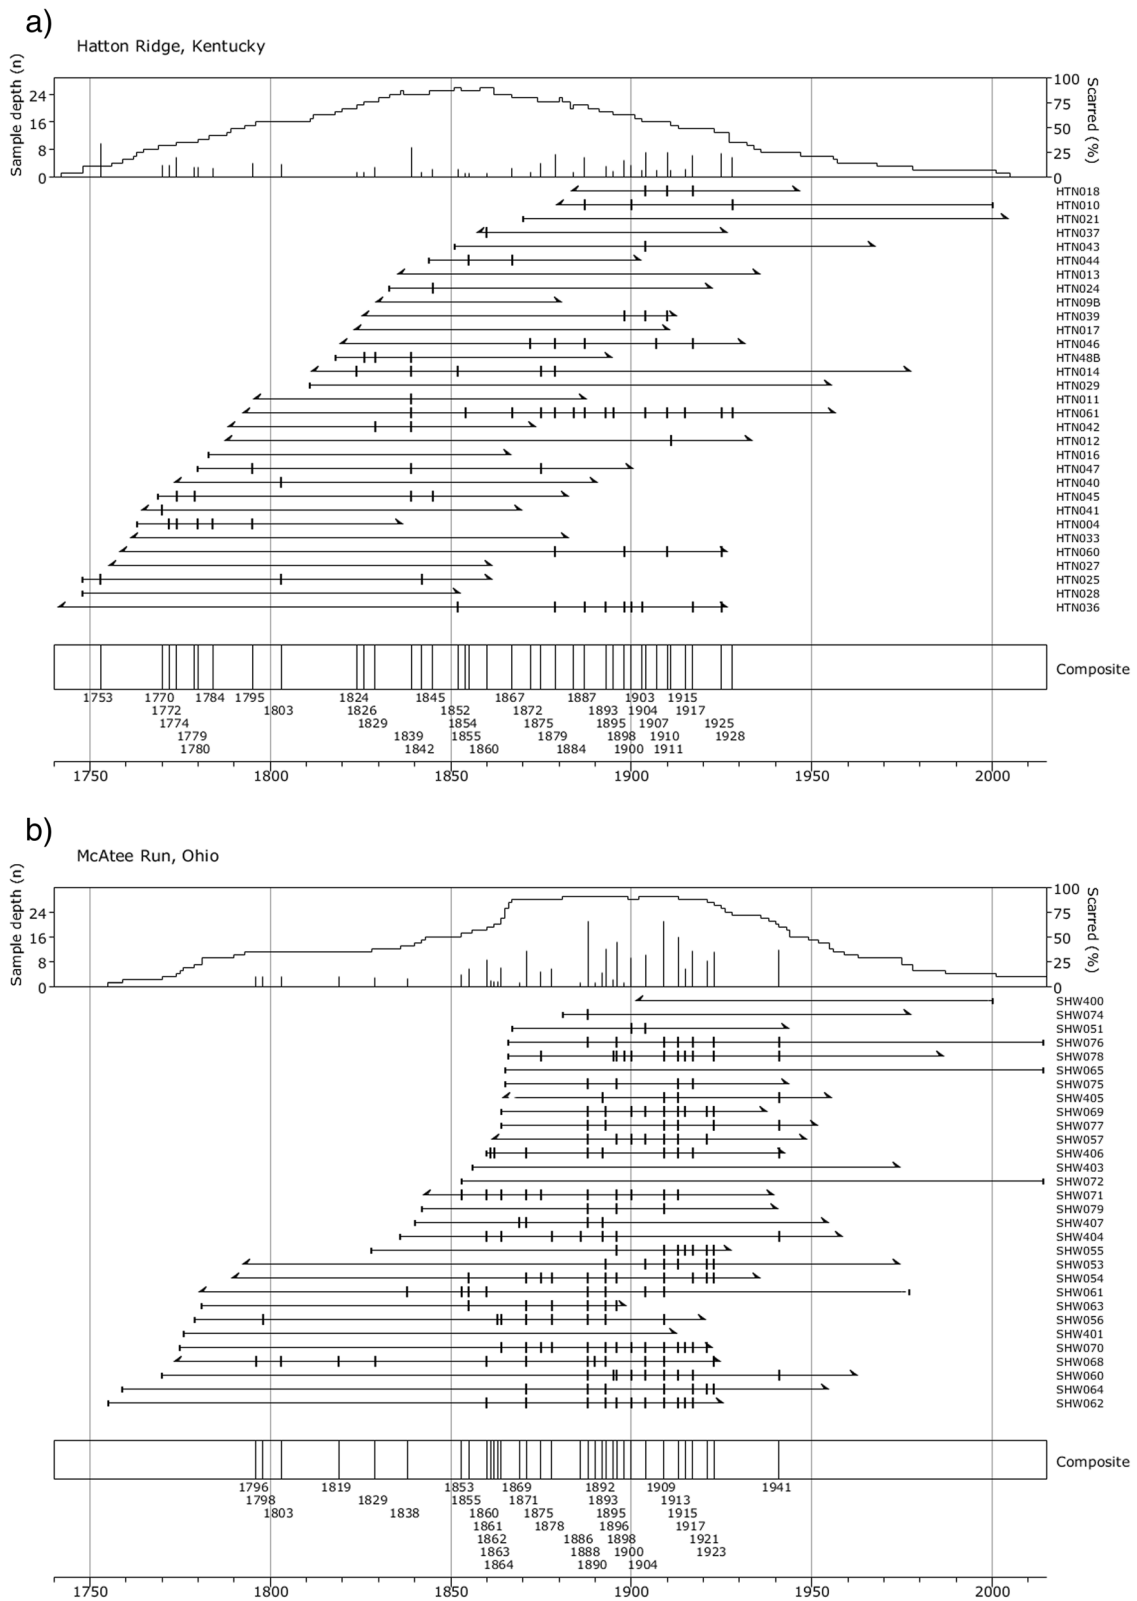 a)
Hatton Ridge, Kentucky
Sample depth (n)
24
16
8
0
100
75
50
25
0
Scarred (%)
HTN018
HTN010
HTN021
HTN037
HTN043
HTN044
HTN013
HTN024
HTN09B
HTN039
HTN017
HTN046
HTN48B
HTN014
HTN029
HTN011
HTN061
HTN042
HTN012
HTN016
HTN047
HTN040
HTN045
HTN041
HTN004
HTN033
HTN060
HTN027
HTN025
HTN028
HTN036
Composite
1753 1770 1784 1795 1824 1845 1867 1887 1903 1915
1772 1803 1826 1852 1872 1893 1904 1917
1774 1829 1854 1875 1895 1907 1925
1779 1839 1855 1879 1898 1910 1928
1780 1842 1860 1884 1900 1911
1750 1800 1850 1900 1950 2000
b)
McAtee Run, Ohio
Sample depth (n)
24
16
8
0
100
75
50
25
0
Scarred (%)
SHW400
SHW074
SHW051
SHW076
SHW078
SHW065
SHW075
SHW405
SHW069
SHW077
SHW057
SHW406
SHW403
SHW072
SHW071
SHW079
SHW407
SHW404
SHW055
SHW053
SHW054
SHW061
SHW063
SHW056
SHW401
SHW070
SHW068
SHW060
SHW064
SHW062
Composite
1796 1819 1853 1869 1892 1909 1941
1798 1829 1855 1871 1893 1913
1803 1838 1860 1875 1895 1915
1861 1878 1896 1917
1862 1886 1898 1921
1863 1888 1900 1923
1864 1890 1904
1750 1800 1850 1900 1950 2000